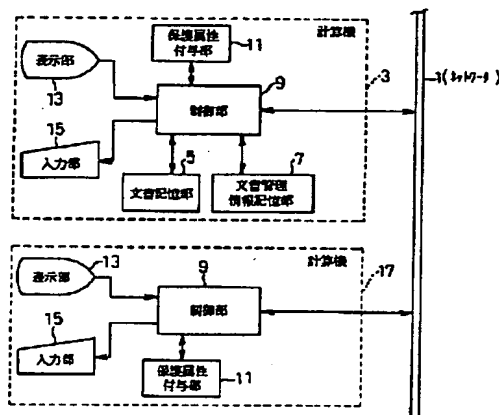 計算機
保護属性
付与部
11
表示部
13
9
制御部
3
1(ネットワーク)
15
入力部
5
文書記憶部
7
文書管理
情報記憶部
計算機
表示部
13
9
制御部
17
15
入力部
保護属性
付与部
11